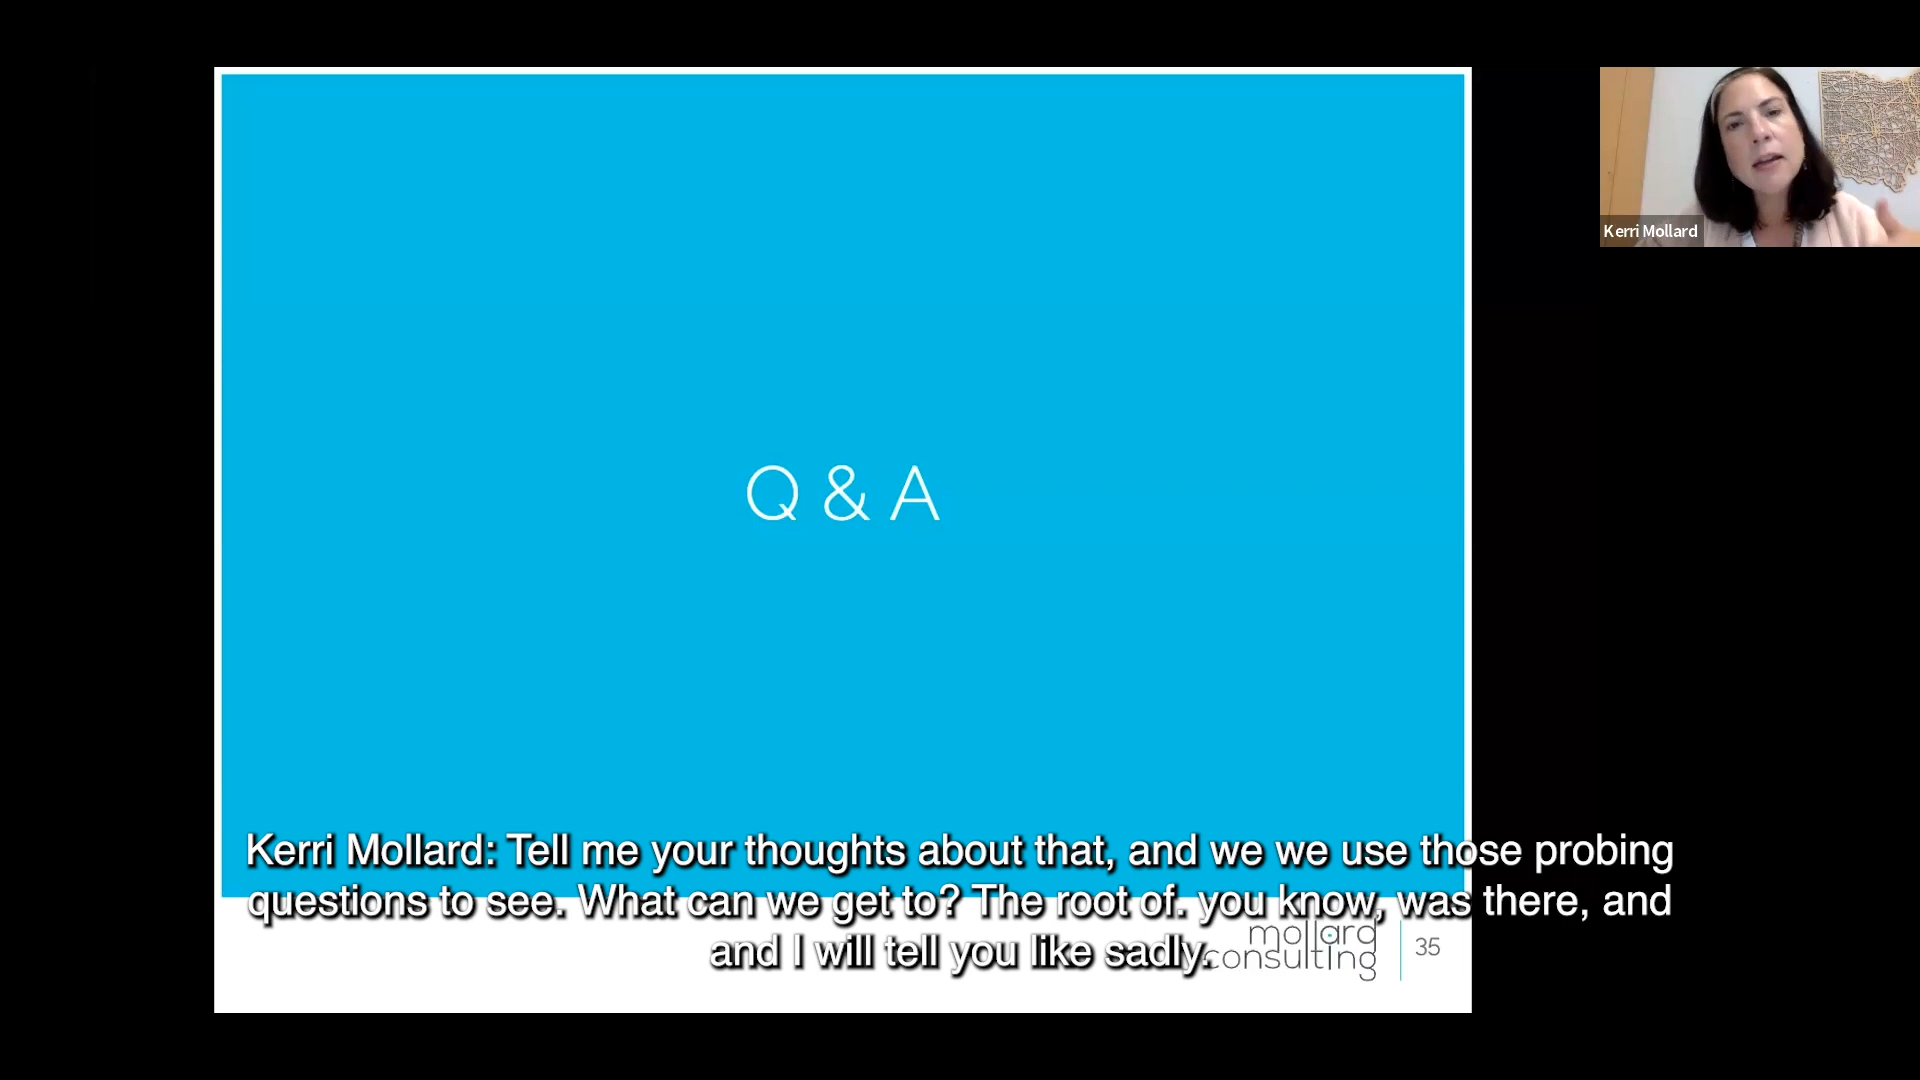 Q & A
Kerri Mollard
Kerri Mollard: Tell me your thoughts about that, and we we use those probing
questions to see. What can we get to? The root of. you know, was there, and
and I will tell you like sadly.
mollard
consulting
35